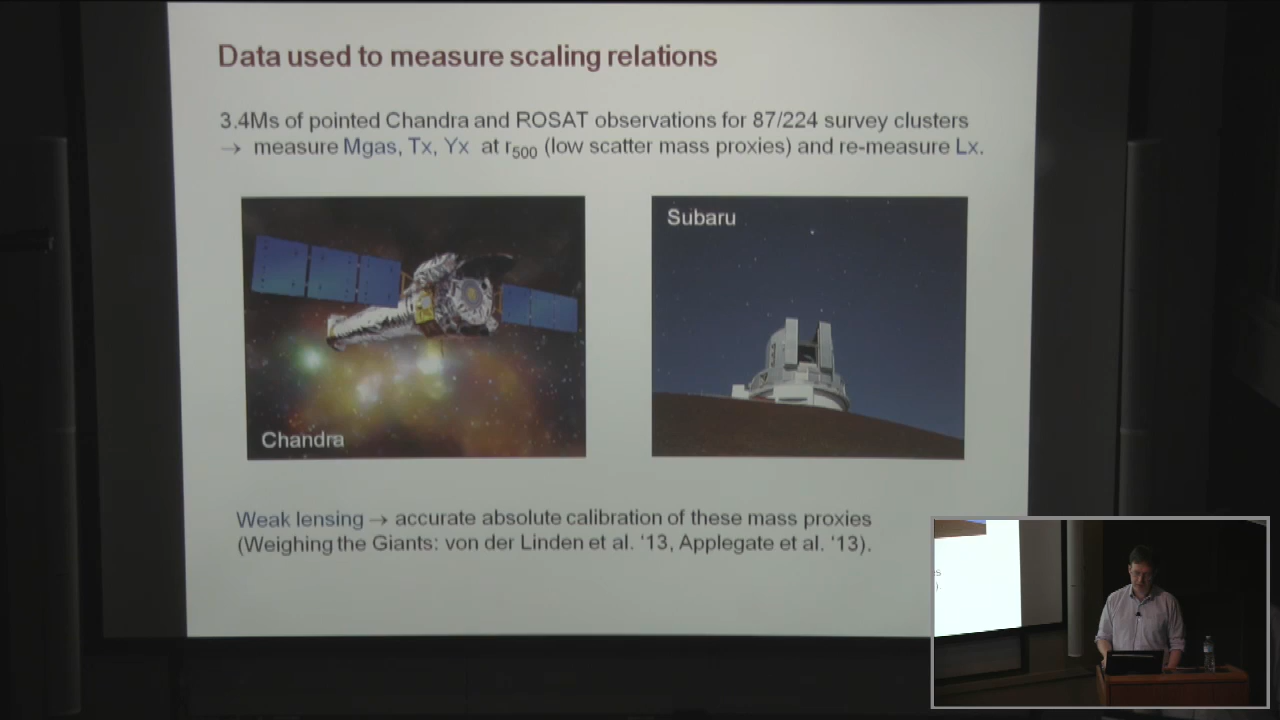 Data used to measure scaling relations
3.4Ms of pointed Chandra and ROSAT observations for 87/224 survey clusters
→ measure Mgas, Tx, Yx at r500 (low scatter mass proxies) and re-measure Lx.
Subaru
Chandra
Weak lensing → accurate absolute calibration of these mass proxies
(Weighing the Giants: von der Linden et al. ‘13, Applegate et al. ‘13).